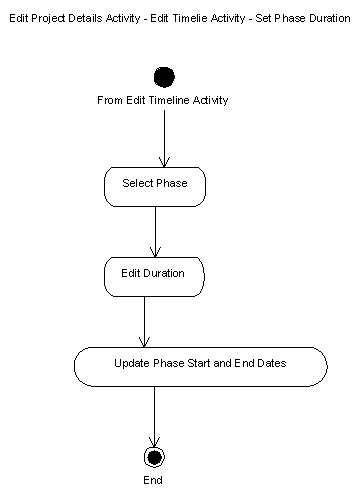 Edit Project Details Activity - Edit Timelie Activity - Set Phase Duration
From Edit Timeline Activity
Select Phase
Edit Duration
Update Phase Start and End Dates
End